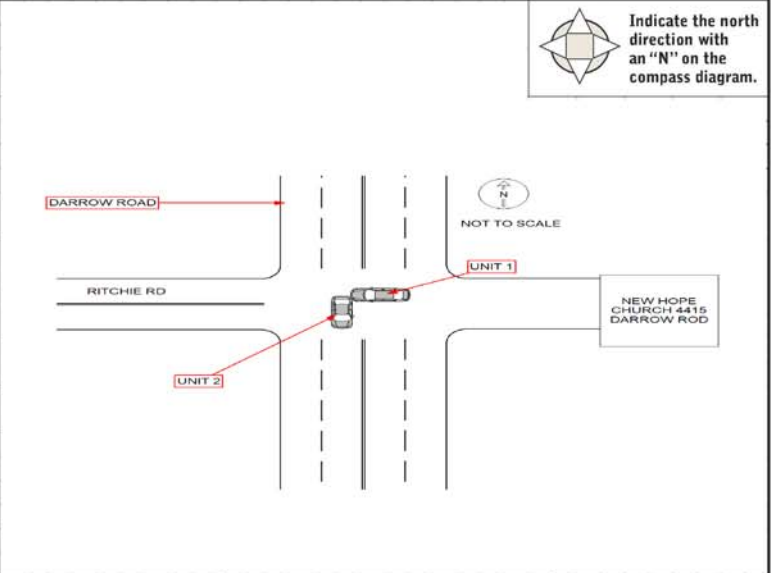 Indicate the north
direction with
an “N” on the
compass diagram.
DARROW ROAD
N
NOT TO SCALE
UNIT 1
RITCHIE RD
NEW HOPE
CHURCH 4415
DARROW ROD
UNIT 2